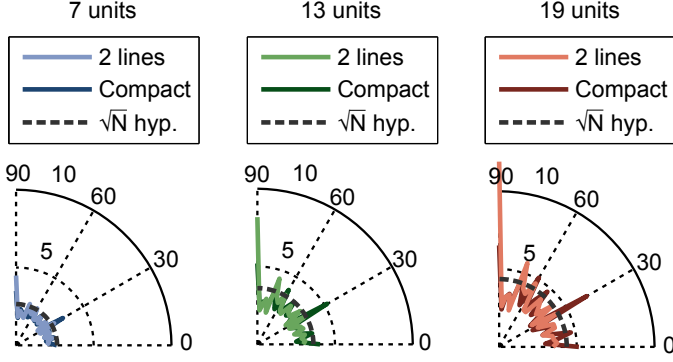 7 units
2 lines
Compact
√N hyp.
90
10
60
5
30
0
13 units
2 lines
Compact
√N hyp.
90
10
60
5
30
0
19 units
2 lines
Compact
√N hyp.
90
10
60
5
30
0